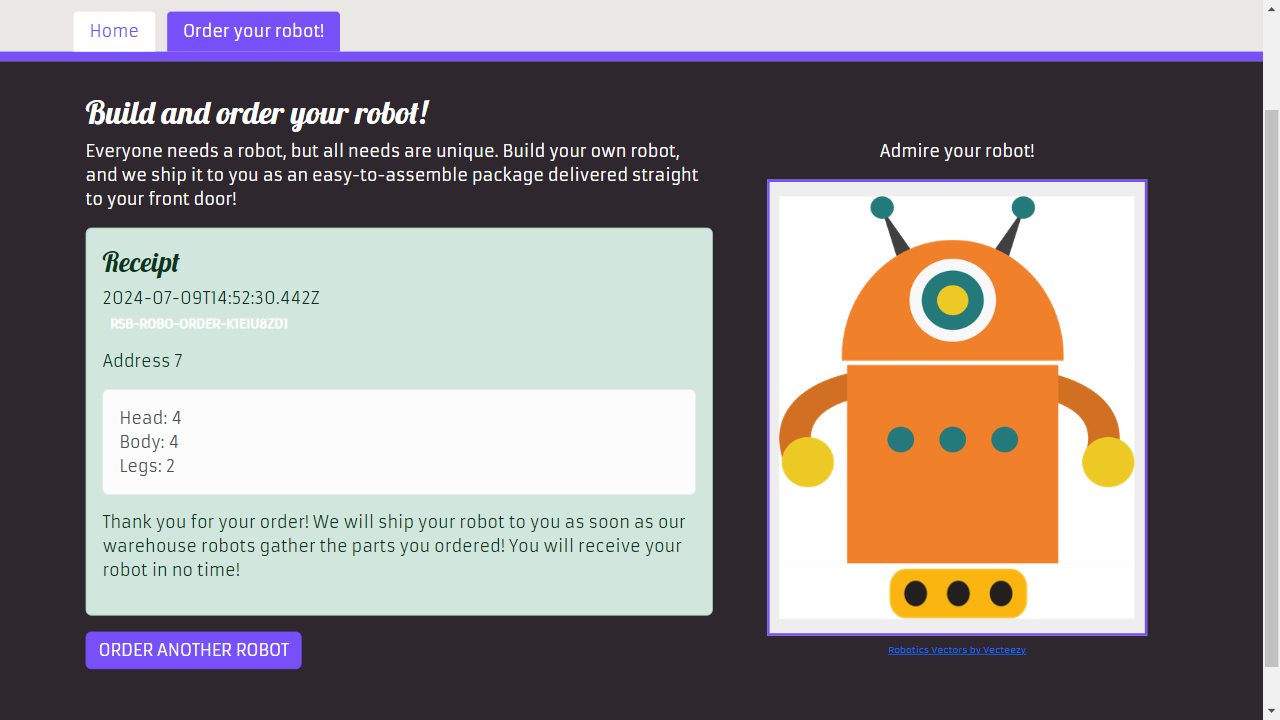 Home
Order your robot!
Build and order your robot!
Everyone needs a robot, but all needs are unique. Build your own robot,
and we ship it to you as an easy-to-assemble package delivered straight
to your front door!
Receipt
2024-07-09T14:52:30.442Z
RSB-ROBO-ORDER-K1EIU8ZD1
Address 7
Head: 4
Body: 4
Legs: 2
Thank you for your order! We will ship your robot to you as soon as our
warehouse robots gather the parts you ordered! You will receive your
robot in no time!
ORDER ANOTHER ROBOT
Admire your robot!
Robotics Vectors by Vecteezy